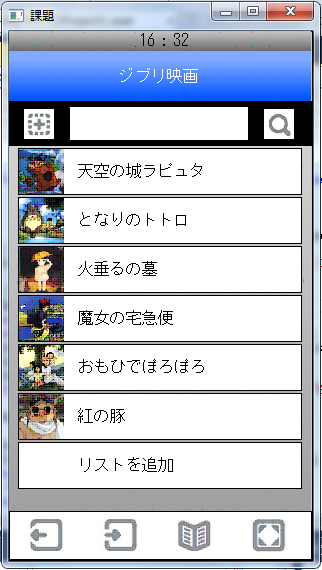 課題
16:32
ジブリ映画
天空の城ラピュタ
となりのトトロ
火垂るの墓
魔女の宅急便
おもひでぽろぽろ
紅の豚
リストを追加